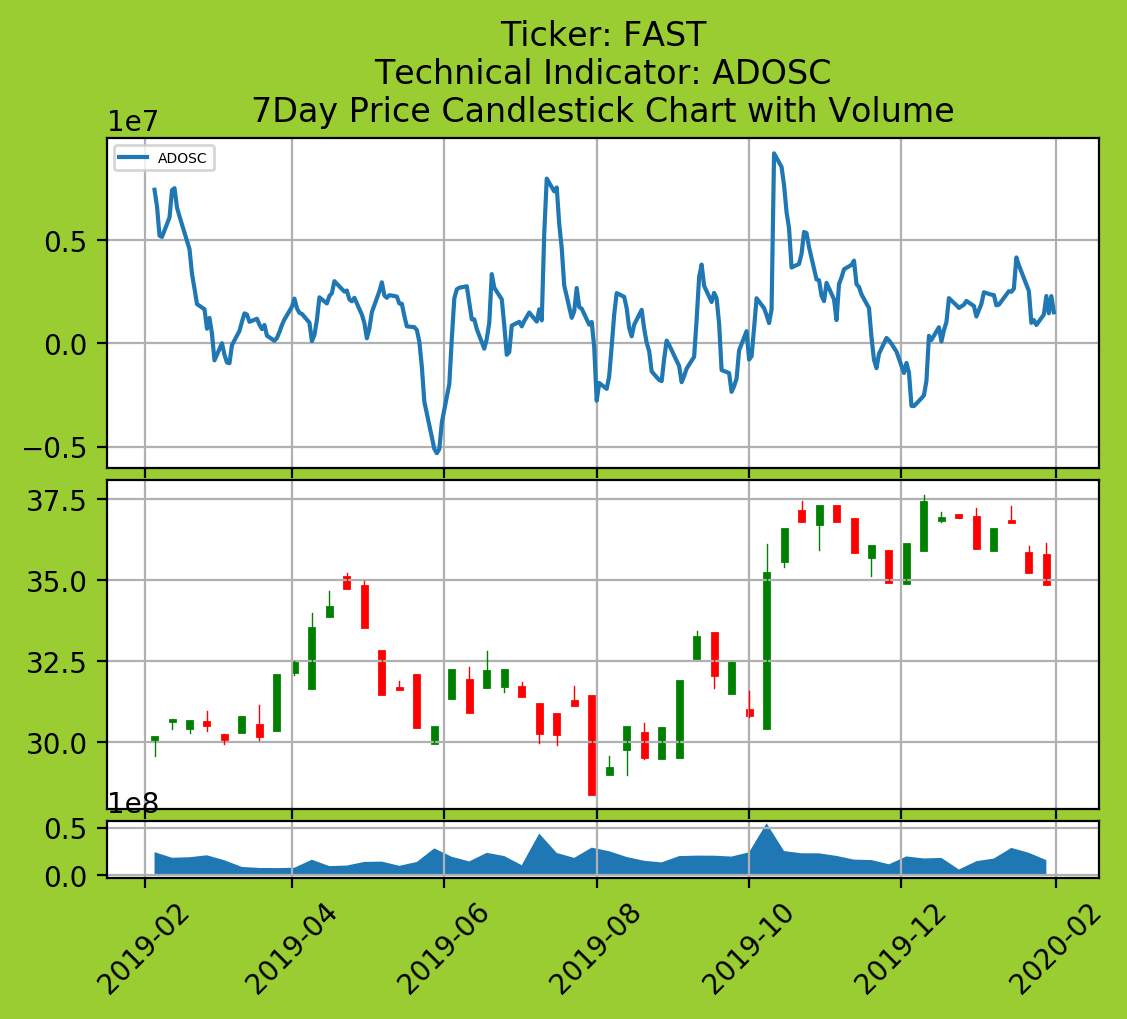 Ticker: FAST
Technical Indicator: ADOSC
7Day Price Candlestick Chart with Volume
1e7
ADOSC
0.5
0.0
−0.5
37.5
35.0
32.5
30.0
1e8
0.5
0.0
2019-02
2019-04
2019-06
2019-08
2019-10
2019-12
2020-02